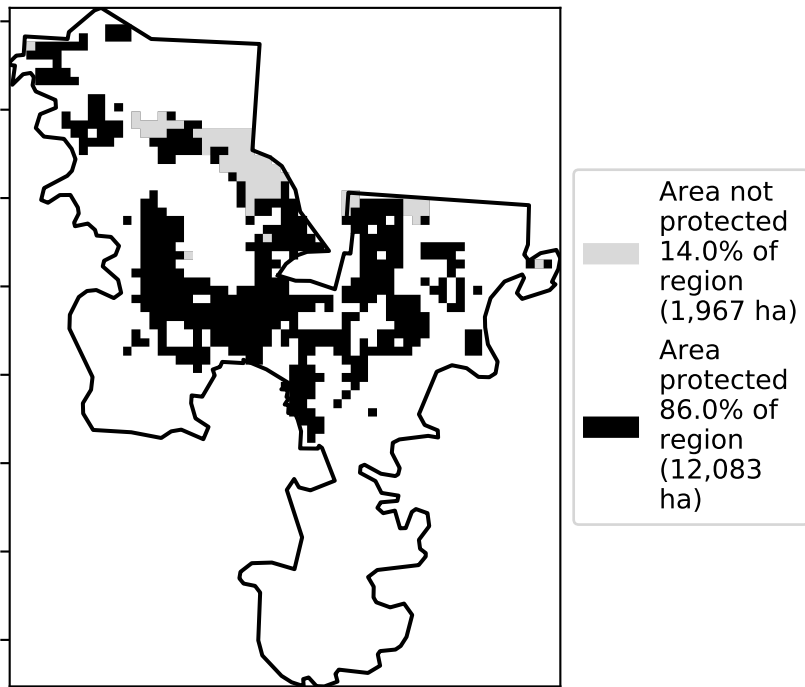 Area not
protected
14.0% of
region
(1,967 ha)
Area
protected
86.0% of
region
(12,083
ha)